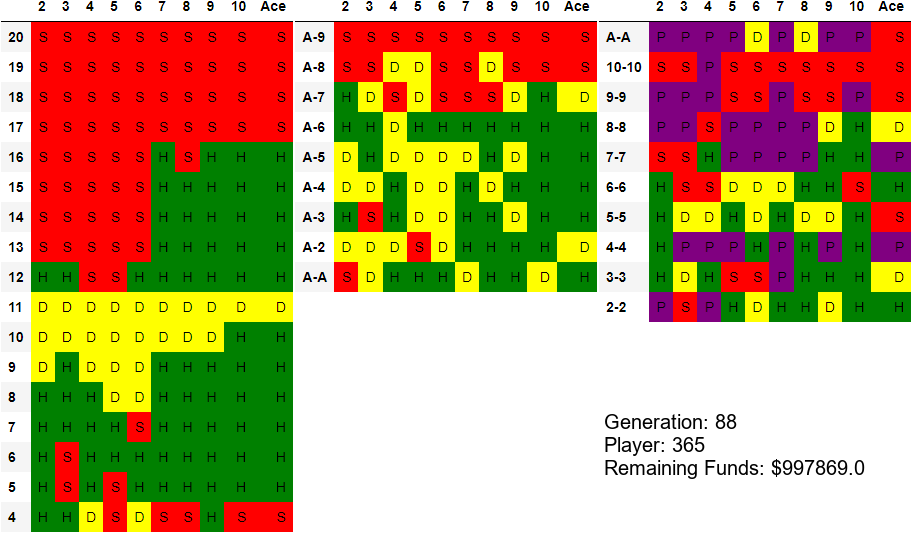 2 3 4 5 6 7 8 9 10 Ace
20 S S S S S S S S S S
19 S S S S S S S S S S
18 S S S S S S S S S S
17 S S S S S S S S S S
16 S S S S S H S H H H
15 S S S S S H H H H H
14 S S S S S H H H H H
13 S S S S S H H H H H
12 H H S S H H H H H H
11 D D D D D D D D D D
10 D D D D D D D D H H
9 D H D D D H H H H H
8 H H H D D H H H H H
7 H H H H S H H H H H
6 H S H H H H H H H H
5 H S H S H H H H H H
4 H H D S D S S H S S
2 3 4 5 6 7 8 9 10 Ace
A-9 S S S S S S S S S S
A-8 S S D D S S D S S S
A-7 H D S D S S S D H D
A-6 H H D H H H H H H H
A-5 D H D D D D H D H H
A-4 D D H D D H D H H H
A-3 H S H D D H H D H H
A-2 D D D S D H H H H D
A-A S D H H H D H H D H
2 3 4 5 6 7 8 9 10 Ace
A-A P P P P D P D P P S
10-10 S S P S S S S S S S
9-9 P P P S S P S S P S
8-8 P P S P P P P D H D
7-7 S S H P P P P H H P
6-6 H S S D D D H H S H
5-5 H D D H D H D D H S
4-4 H P P P H P H P H P
3-3 H D H S S P H H H D
2-2 P S P H D H H D H H
Generation: 88
Player: 365
Remaining Funds: $997869.0